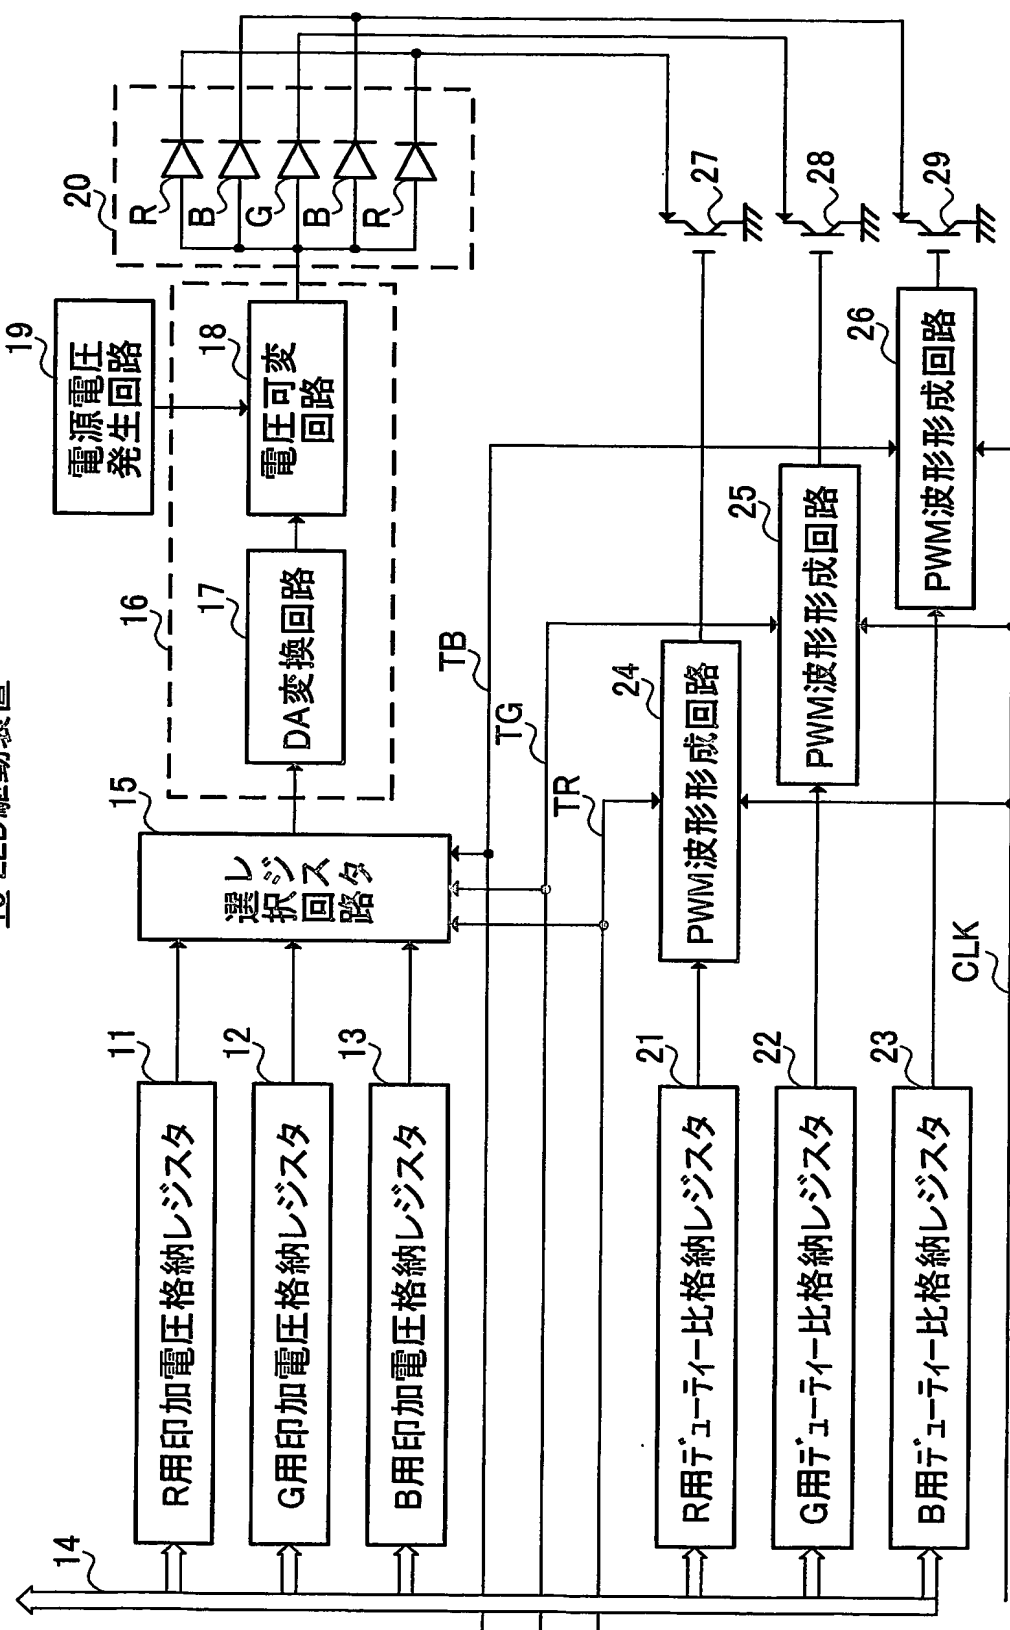 10 LED駆動装置
14
R用印加電圧格納レジスタ
11
G用印加電圧格納レジスタ
12
B用印加電圧格納レジスタ
13
レジスタ
選択回路
15
16
DA変換回路
17
電圧可変
回路
18
電源電圧
発生回路
19
20
R
B
G
B
R
TB
TG
TR
R用デューティー比格納レジスタ
21
G用デューティー比格納レジスタ
22
B用デューティー比格納レジスタ
23
PWM波形形成回路
24
PWM波形形成回路
25
PWM波形形成回路
26
27
28
29
CLK